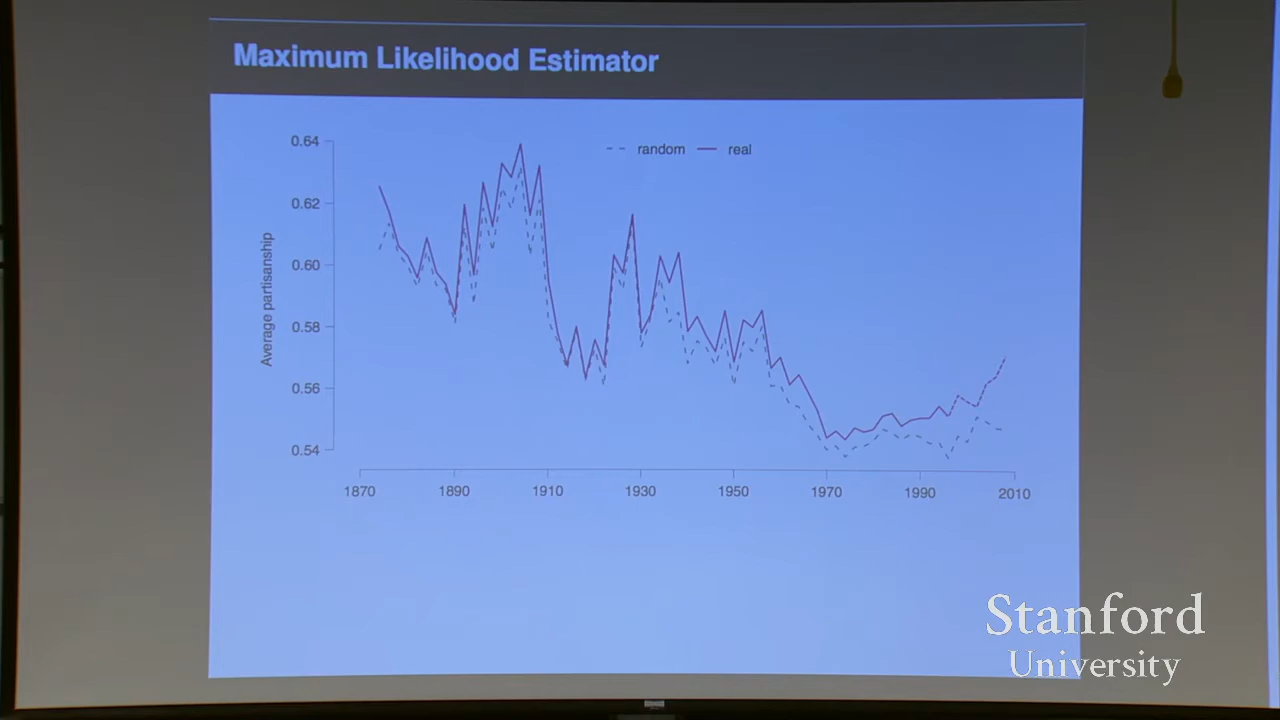 Maximum Likelihood Estimator
random real
Average partisanship
0.64
0.62
0.60
0.58
0.56
0.54
1870 1890 1910 1930 1950 1970 1990 2010
Stanford
University